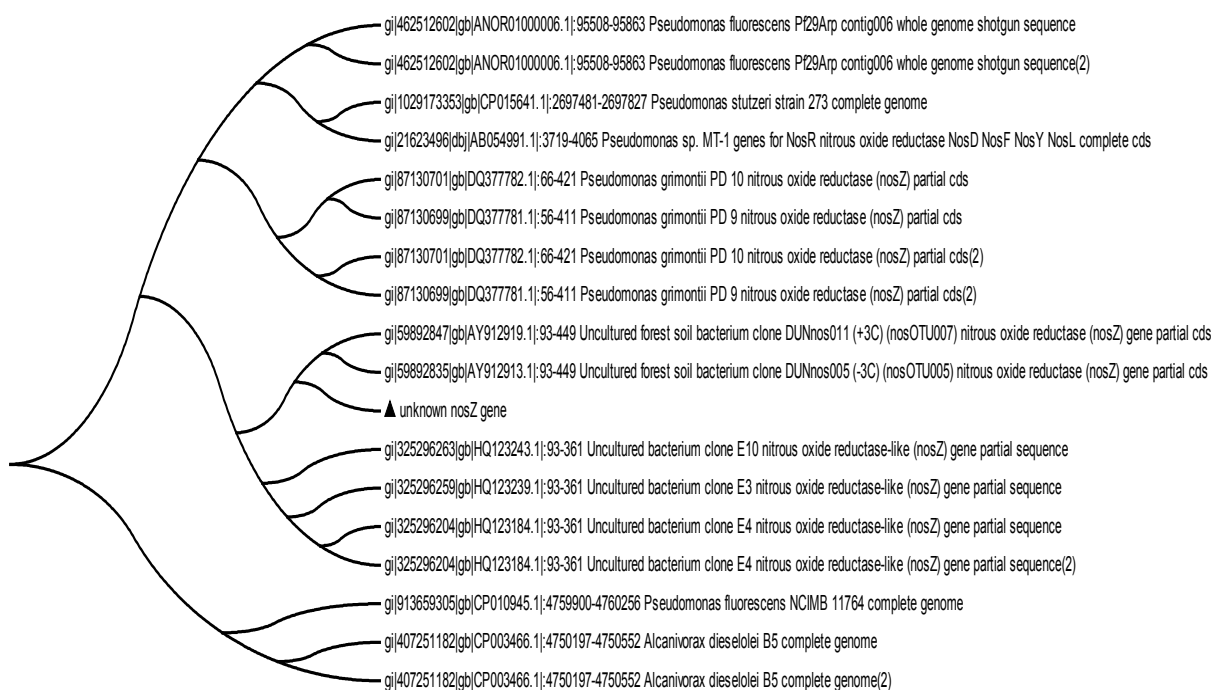 gi|462512602|gb|ANOR01000006.1|:95508-95863 Pseudomonas fluorescens Pf29Arp contig006 whole genome shotgun sequence
gi|462512602|gb|ANOR01000006.1|:95508-95863 Pseudomonas fluorescens Pf29Arp contig006 whole genome shotgun sequence(2)
gi|1029173353|gb|CP015641.1|:2697481-2697827 Pseudomonas stutzeri strain 273 complete genome
gi|21623496|dbj|AB054991.1|:3719-4065 Pseudomonas sp. MT-1 genes for NosR nitrous oxide reductase NosD NosF NosY NosL complete cds
gi|87130701|gb|DQ377782.1|:66-421 Pseudomonas grimontii PD 10 nitrous oxide reductase (nosZ) partial cds
gi|87130699|gb|DQ377781.1|:56-411 Pseudomonas grimontii PD 9 nitrous oxide reductase (nosZ) partial cds
gi|87130701|gb|DQ377782.1|:66-421 Pseudomonas grimontii PD 10 nitrous oxide reductase (nosZ) partial cds(2)
gi|87130699|gb|DQ377781.1|:56-411 Pseudomonas grimontii PD 9 nitrous oxide reductase (nosZ) partial cds(2)
gi|59892847|gb|AY912919.1|:93-449 Uncultured forest soil bacterium clone DUNnos011 (+3C) (nosOTU007) nitrous oxide reductase (nosZ) gene partial cds
gi|59892835|gb|AY912913.1|:93-449 Uncultured forest soil bacterium clone DUNnos005 (-3C) (nosOTU005) nitrous oxide reductase (nosZ) gene partial cds
unknown nosZ gene
gi|325296263|gb|HQ123243.1|:93-361 Uncultured bacterium clone E10 nitrous oxide reductase-like (nosZ) gene partial sequence
gi|325296259|gb|HQ123239.1|:93-361 Uncultured bacterium clone E3 nitrous oxide reductase-like (nosZ) gene partial sequence
gi|325296204|gb|HQ123184.1|:93-361 Uncultured bacterium clone E4 nitrous oxide reductase-like (nosZ) gene partial sequence
gi|325296204|gb|HQ123184.1|:93-361 Uncultured bacterium clone E4 nitrous oxide reductase-like (nosZ) gene partial sequence(2)
gi|913659305|gb|CP010945.1|:4759900-4760256 Pseudomonas fluorescens NCIMB 11764 complete genome
gi|407251182|gb|CP003466.1|:4750197-4750552 Alcanivorax dieselolei B5 complete genome
gi|407251182|gb|CP003466.1|:4750197-4750552 Alcanivorax dieselolei B5 complete genome(2)